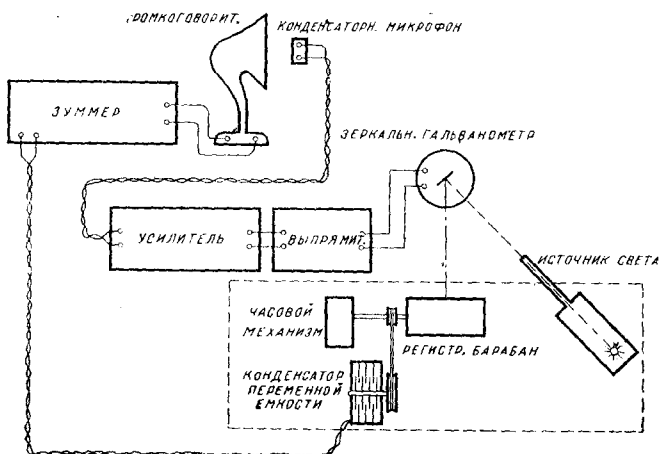 ГРОМКОГОВОРИТ.
КОНДЕНСАТОРН. МИКРОФОН
ЗУММЕР
ЗЕРКАЛЬН. ГАЛЬВАНОМЕТР
УСИЛИТЕЛЬ
ВЫПРЯМИТ.
ИСТОЧНИК СВЕТА
ЧАСОВОЙ
МЕХАНИЗМ
РЕГИСТР. БАРАБАН
КОНДЕНСАТОР
ПЕРЕМЕННОЙ
ЕМКОСТИ